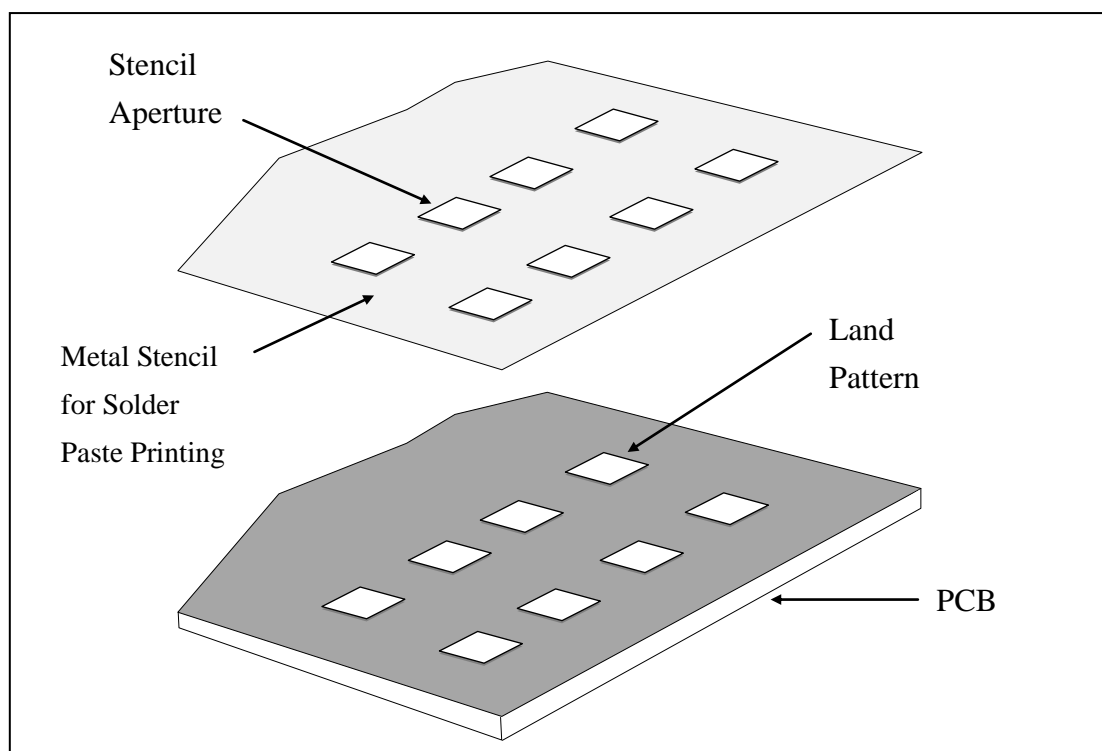 Stencil
Aperture
Metal Stencil
for Solder
Paste Printing
Land
Pattern
PCB